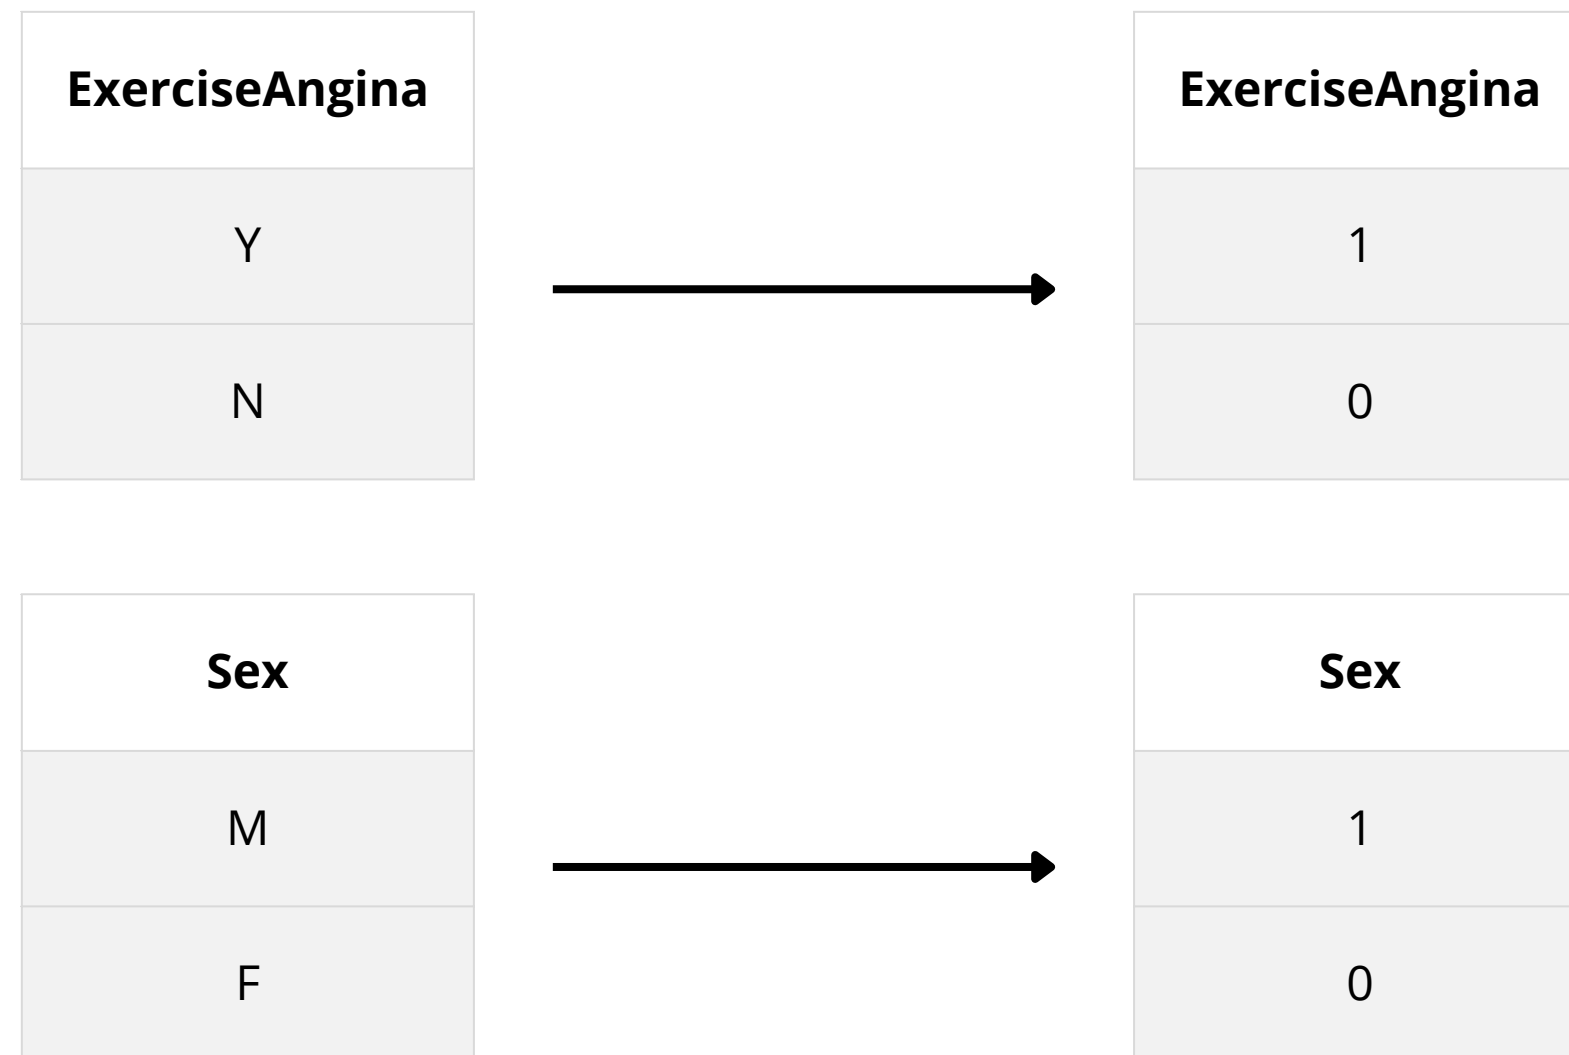 ExerciseAngina ExerciseAngina
Y 1
N 0
Sex Sex
M 1
F 0